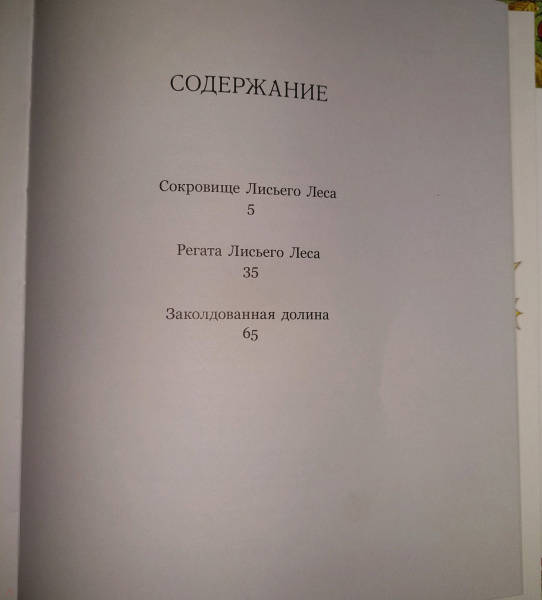 СОДЕРЖАНИЕ
Сокровище Лисьего Леса
5
Регата Лисьего Леса
35
Заколдованная долина
65